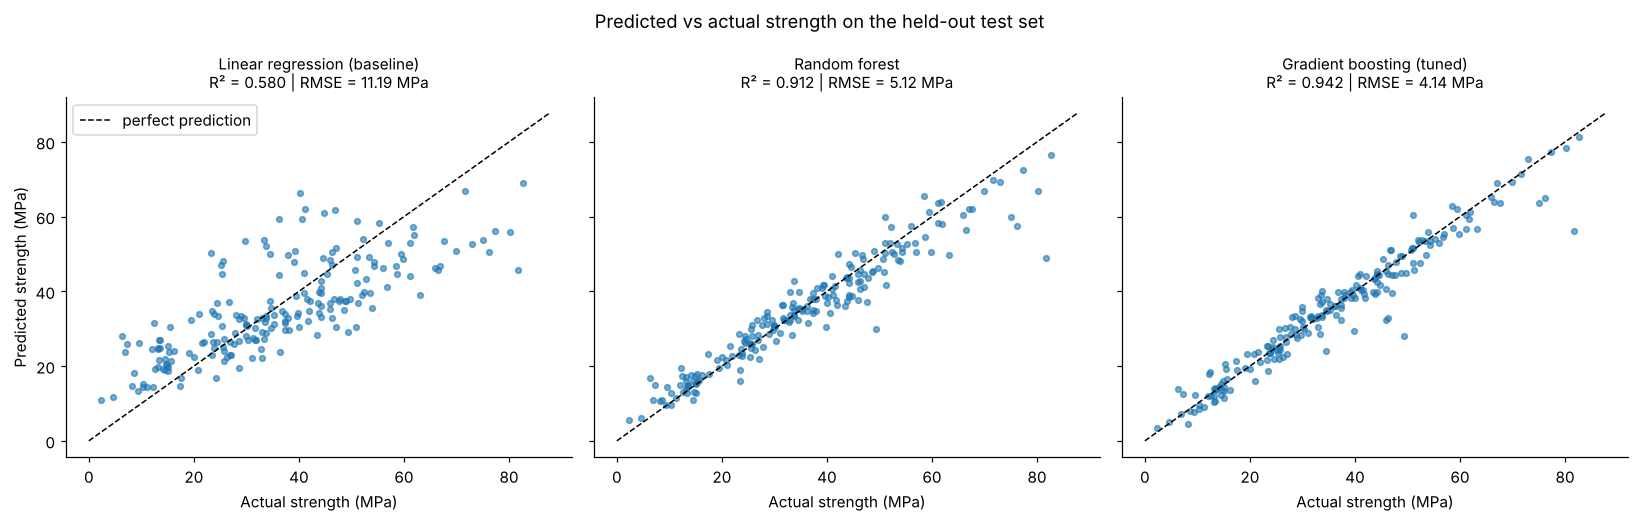 Predicted vs actual strength on the held-out test set
Linear regression (baseline)
R² = 0.580 | RMSE = 11.19 MPa
Random forest
R² = 0.912 | RMSE = 5.12 MPa
Gradient boosting (tuned)
R² = 0.942 | RMSE = 4.14 MPa
perfect prediction
Predicted strength (MPa)
80
60
40
20
0
0 20 40 60 80
Actual strength (MPa)
0 20 40 60 80
Actual strength (MPa)
0 20 40 60 80
Actual strength (MPa)